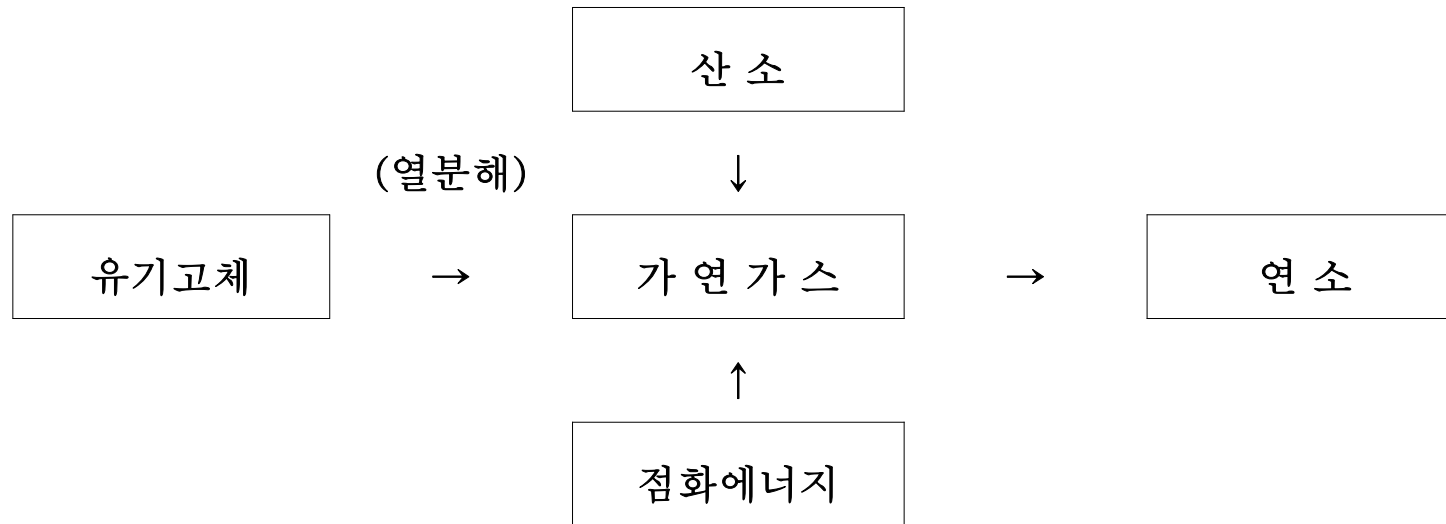 산 소
(열분해) ↓
유기고체 → 가 연 가 스 → 연 소
↑
점화에너지